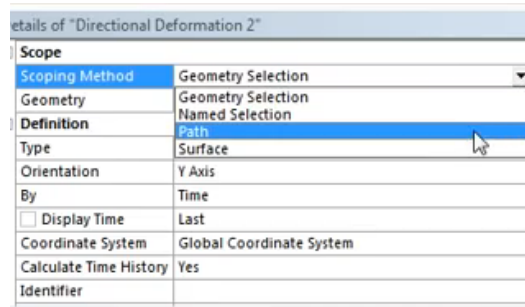 etails of "Directional Deformation 2"
Scope
Scoping Method Geometry Selection
Geometry Geometry Selection
Named Selection
Definition Path
Type Surface
Orientation Y Axis
By Time
Display Time Last
Coordinate System Global Coordinate System
Calculate Time History Yes
Identifier